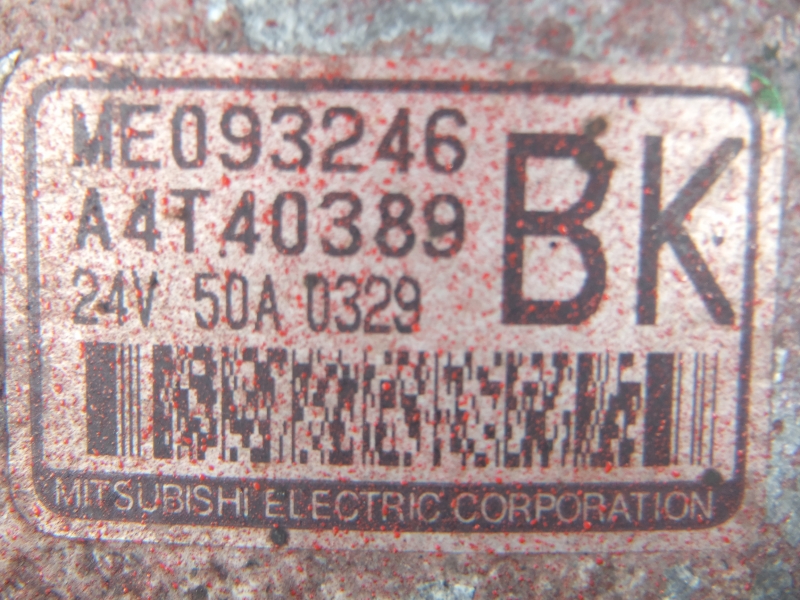 ME093246
A4T40389
BK
24V 50A 0329
MITSUBISHI ELECTRIC CORPORATION